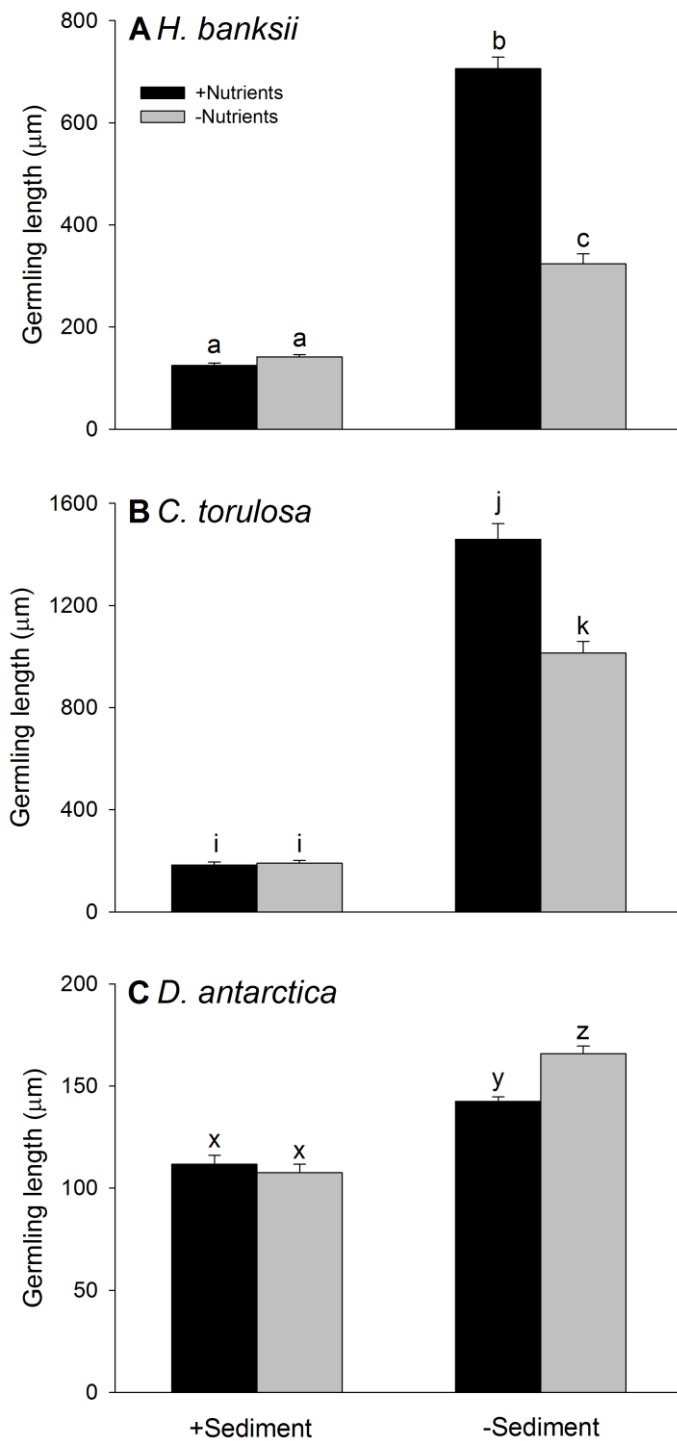 A H. banksii
+Nutrients
-Nutrients
Germling length (μm)
800
600
400
200
0
a
a
b
c
B C. torulosa
Germling length (μm)
1600
1200
800
400
0
i
i
j
k
C D. antarctica
Germling length (μm)
200
150
100
50
0
x
x
y
z
+Sediment
-Sediment